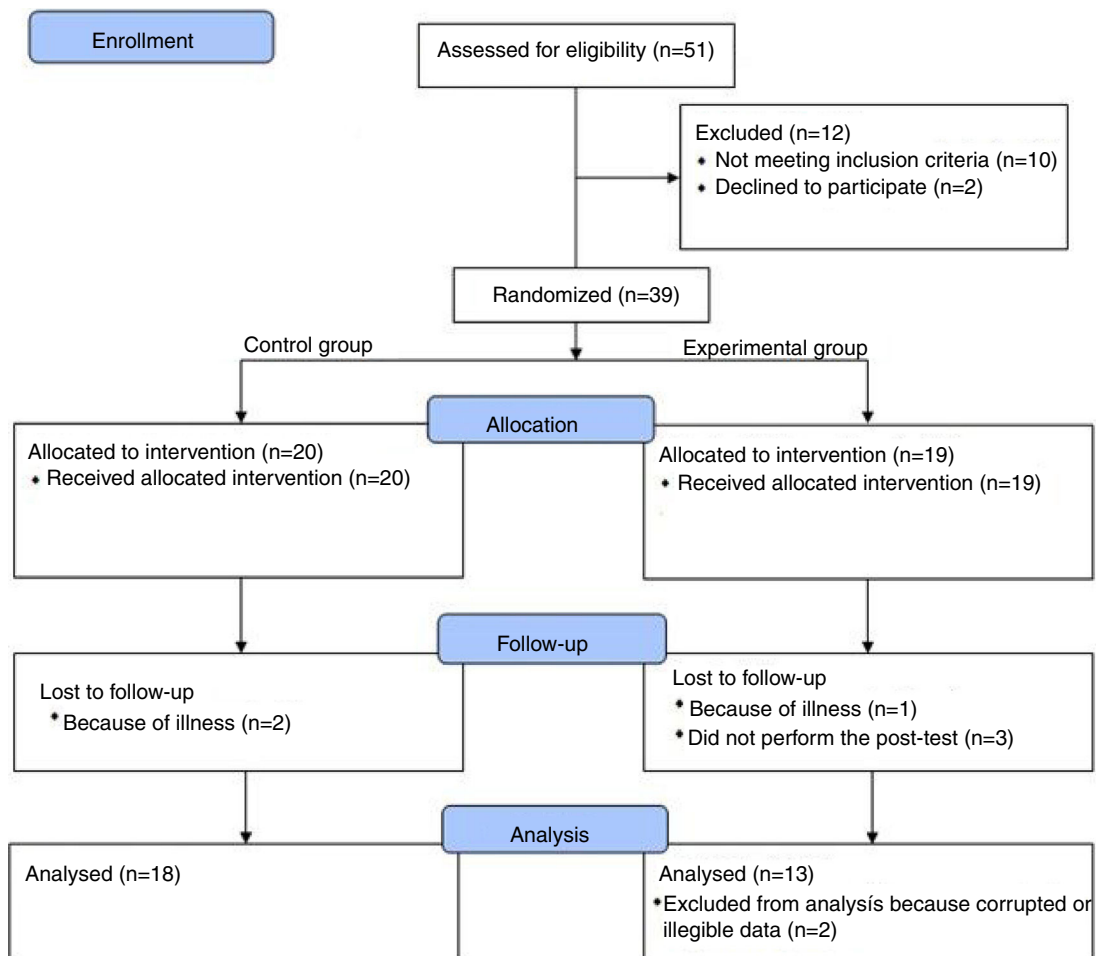 Enrollment
Assessed for eligibility (n=51)
Excluded (n=12)
Not meeting inclusion criteria (n=10)
Declined to participate (n=2)
Randomized (n=39)
Control group
Experimental group
Allocation
Allocated to intervention (n=20)
Received allocated intervention (n=20)
Allocated to intervention (n=19)
Received allocated intervention (n=19)
Follow-up
Lost to follow-up
Because of illness (n=2)
Lost to follow-up
Because of illness (n=1)
Did not perform the post-test (n=3)
Analysis
Analysed (n=18)
Analysed (n=13)
Excluded from analysís because corrupted or
illegible data (n=2)